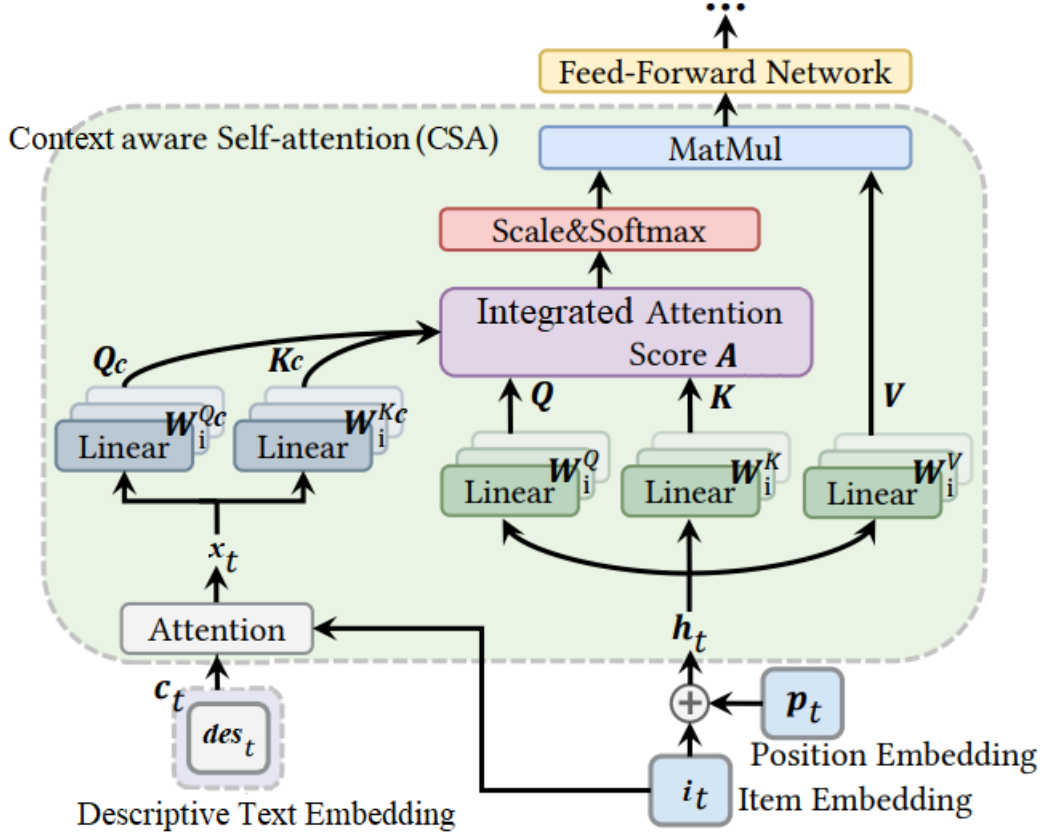 ...
Feed-Forward Network
Context aware Self-attention (CSA)
MatMul
Scale&Softmax
Integrated Attention
Score A
Qc
Kc
Q
K
V
Linear W_i^{Qc}
Linear W_i^{Kc}
Linear W_i^Q
Linear W_i^K
Linear W_i^V
x_t
Attention
h_t
c_t
des_t
+
p_t
Position Embedding
i_t
Item Embedding
Descriptive Text Embedding